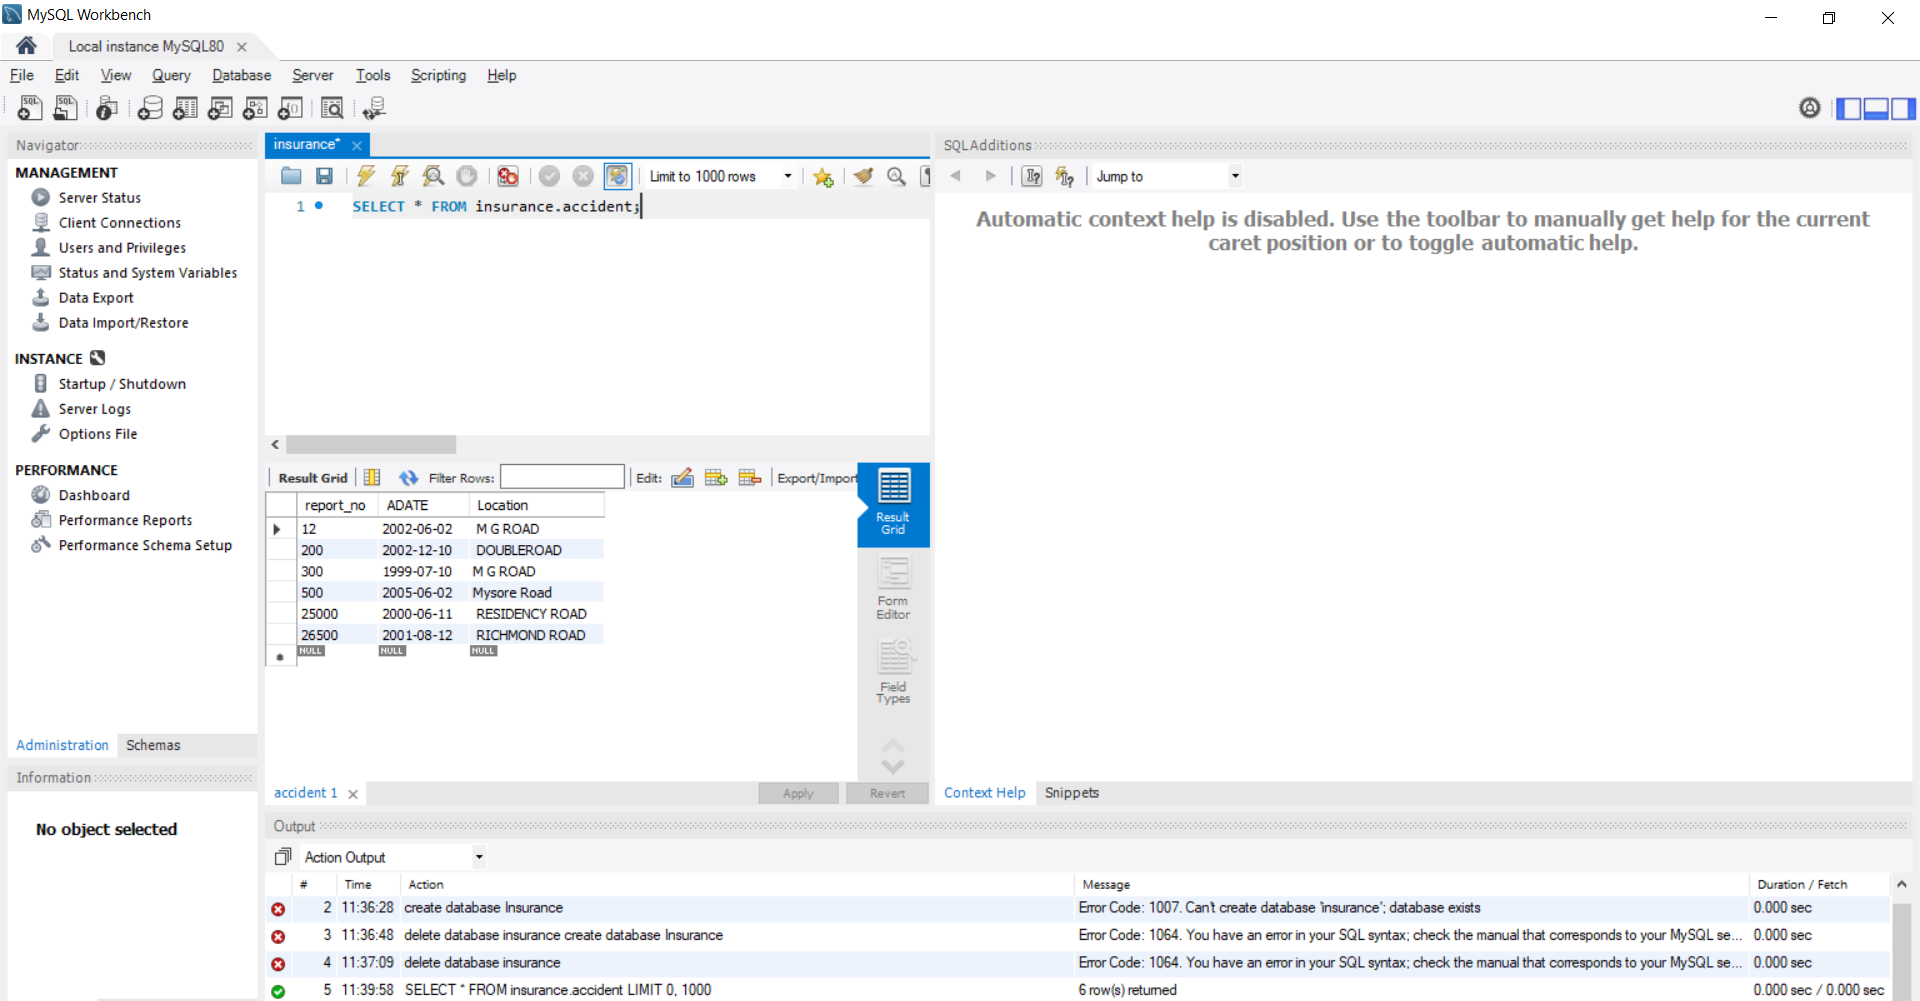 MySQL Workbench
Local instance MySQL80
File Edit View Query Database Server Tools Scripting Help
Navigator
MANAGEMENT
Server Status
Client Connections
Users and Privileges
Status and System Variables
Data Export
Data Import/Restore
INSTANCE
Startup / Shutdown
Server Logs
Options File
PERFORMANCE
Dashboard
Performance Reports
Performance Schema Setup
Administration Schemas
Information
No object selected
insurance*
Limit to 1000 rows
1 SELECT * FROM insurance.accident;
Result Grid Filter Rows: Edit: Export/Import
report_no ADATE Location
12 2002-06-02 M G ROAD
200 2002-12-10 DOUBLEROAD
300 1999-07-10 M G ROAD
500 2005-06-02 Mysore Road
25000 2000-06-11 RESIDENCY ROAD
26500 2001-08-12 RICHMOND ROAD
NULL NULL NULL
Result
Grid
Form
Editor
Field
Types
accident 1
Apply Revert
SQLAdditions
Jump to
Automatic context help is disabled. Use the toolbar to manually get help for the current
caret position or to toggle automatic help.
Context Help Snippets
Output
Action Output
# Time Action Message Duration / Fetch
2 11:36:28 create database Insurance Error Code: 1007. Can't create database 'insurance'; database exists 0.000 sec
3 11:36:48 delete database insurance create database Insurance Error Code: 1064. You have an error in your SQL syntax; check the manual that corresponds to your MySQL se... 0.000 sec
4 11:37:09 delete database insurance Error Code: 1064. You have an error in your SQL syntax; check the manual that corresponds to your MySQL se... 0.000 sec
5 11:39:58 SELECT * FROM insurance.accident LIMIT 0, 1000 6 row(s) returned 0.000 sec / 0.000 sec